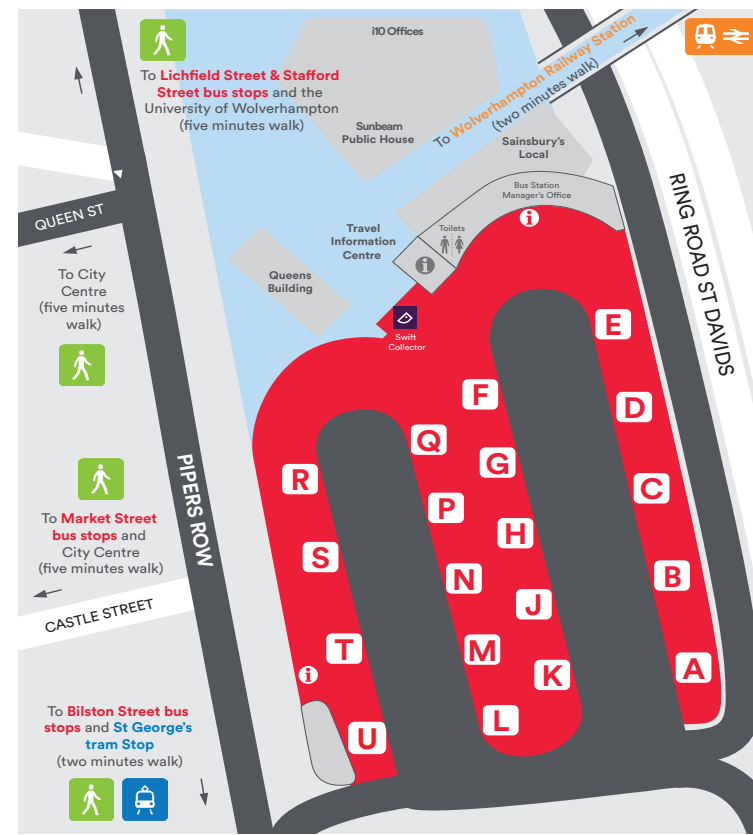 i10 Offices
To Wolverhampton Railway Station
(two minutes walk)
To Lichfield Street & Stafford
Street bus stops and the
University of Wolverhampton
(five minutes walk)
Sunbeam
Public House
Sainsbury's
Local
Bus Station
Manager's Office
RING ROAD ST DAVIDS
QUEEN ST
Travel
Information
Centre
Toilets
i
i
To City
Centre
(five minutes
walk)
Queens
Building
Swift
Collector
E
F
D
Q
G
R
C
P
PIPERS ROW
To Market Street
bus stops and
City Centre
(five minutes walk)
H
S
N
B
J
CASTLE STREET
T
M
A
K
i
L
U
To Bilston Street bus
stops and St George's
tram Stop
(two minutes walk)